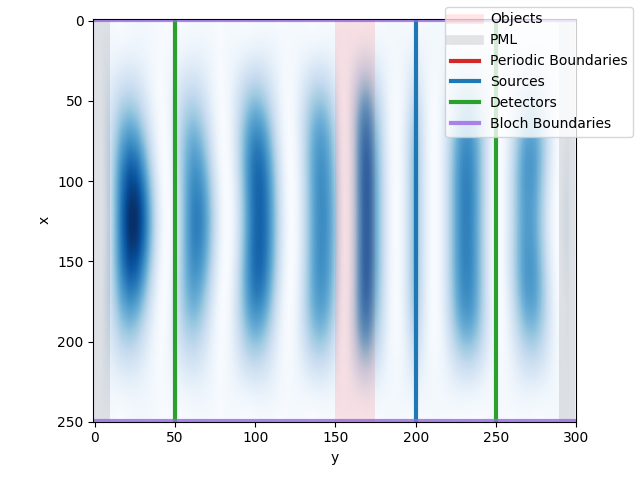 Objects
PML
Periodic Boundaries
Sources
Detectors
Bloch Boundaries
0
50
100
150
200
250
x
0
50
100
150
200
250
300
y